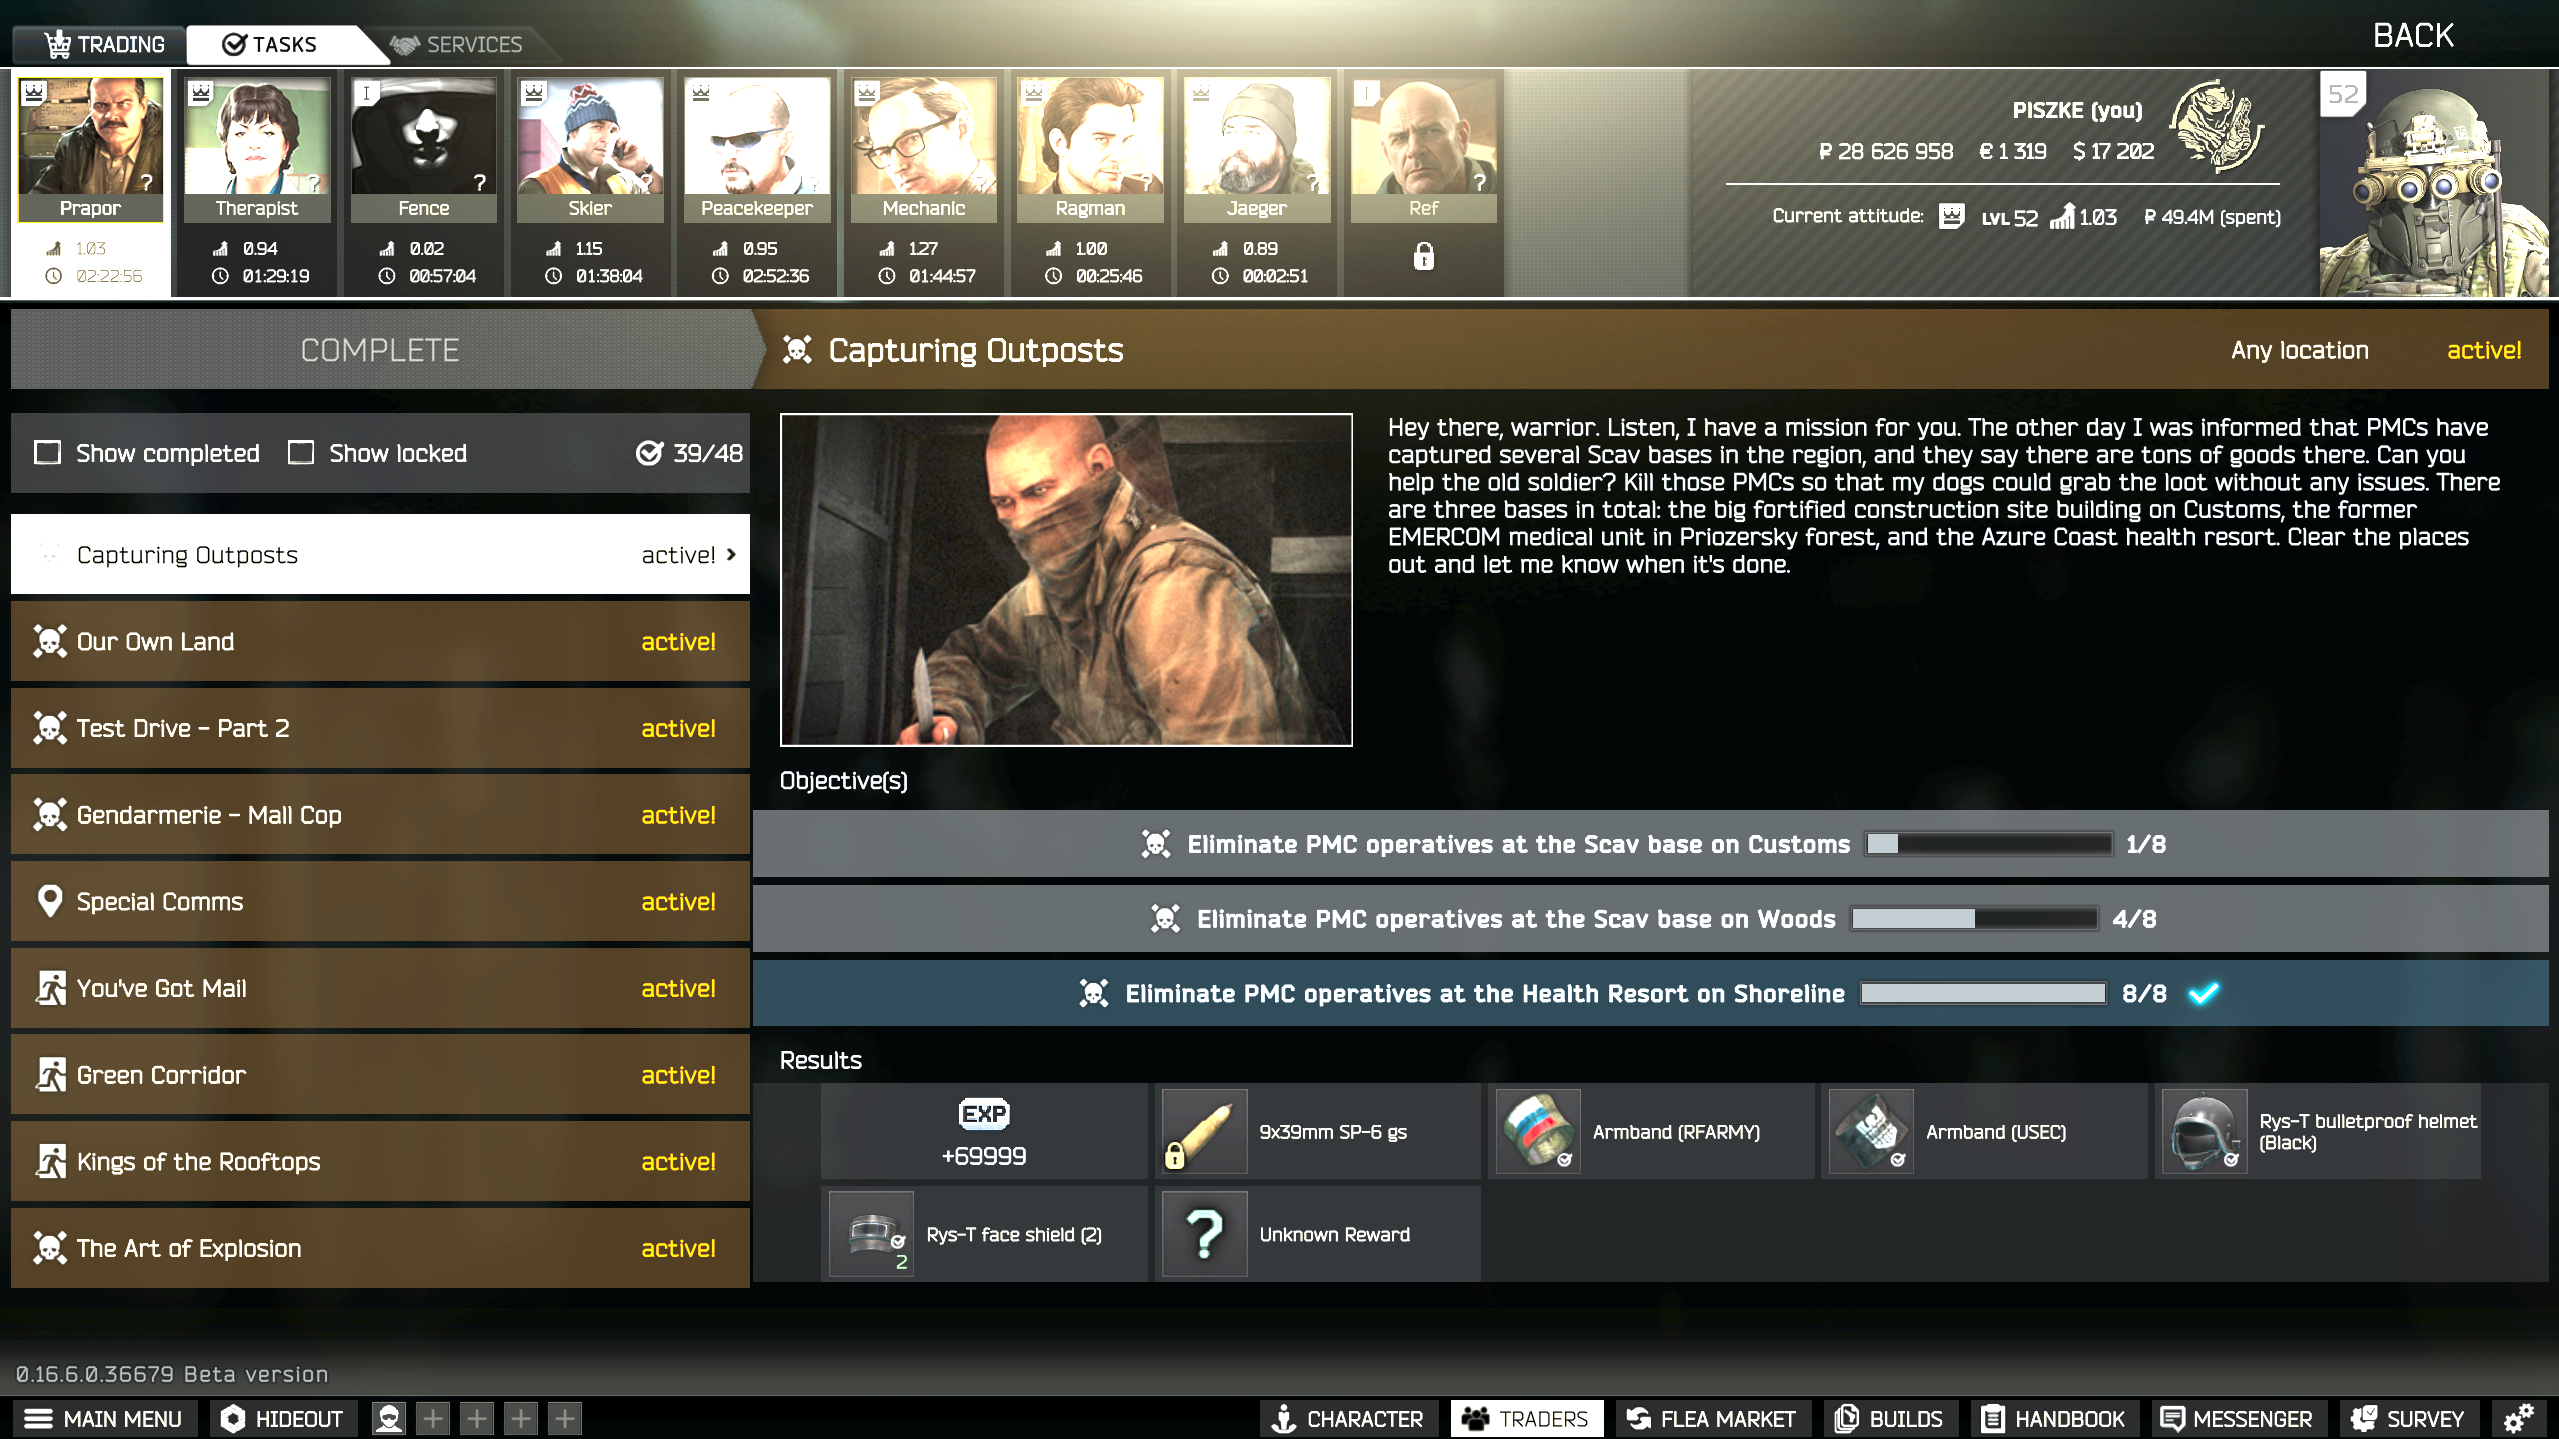 TRADING
TASKS
SERVICES
BACK
Prapor
1.03
02:22:56
Therapist
0.94
01:29:19
I
Fence
0.02
00:57:04
Skier
1.15
01:38:04
Peacekeeper
0.95
02:52:36
Mechanic
1.27
01:44:57
Ragman
1.00
00:25:46
Jaeger
0.89
00:02:51
I
Ref
PISZKE (you)
₽ 28 626 958 € 1 319 $ 17 202
Current attitude: LVL 52 1.03 ₽ 49.4M (spent)
52
COMPLETE
Capturing Outposts
Any location
active!
Show completed
Show locked
39/48
Capturing Outposts active! >
Our Own Land active!
Test Drive - Part 2 active!
Gendarmerie - Mall Cop active!
Special Comms active!
You've Got Mail active!
Green Corridor active!
Kings of the Rooftops active!
The Art of Explosion active!
Hey there, warrior. Listen, I have a mission for you. The other day I was informed that PMCs have
captured several Scav bases in the region, and they say there are tons of goods there. Can you
help the old soldier? Kill those PMCs so that my dogs could grab the loot without any issues. There
are three bases in total: the big fortified construction site building on Customs, the former
EMERCOM medical unit in Priozersky forest, and the Azure Coast health resort. Clear the places
out and let me know when it's done.
Objective(s)
Eliminate PMC operatives at the Scav base on Customs 1/8
Eliminate PMC operatives at the Scav base on Woods 4/8
Eliminate PMC operatives at the Health Resort on Shoreline 8/8
Results
EXP
+69999
9x39mm SP-6 gs
Armband (RFARMY)
Armband (USEC)
Rys-T bulletproof helmet
(Black)
2
Rys-T face shield (2)
?
Unknown Reward
0.16.6.0.36679 Beta version
MAIN MENU
HIDEOUT
CHARACTER
TRADERS
FLEA MARKET
BUILDS
HANDBOOK
MESSENGER
SURVEY